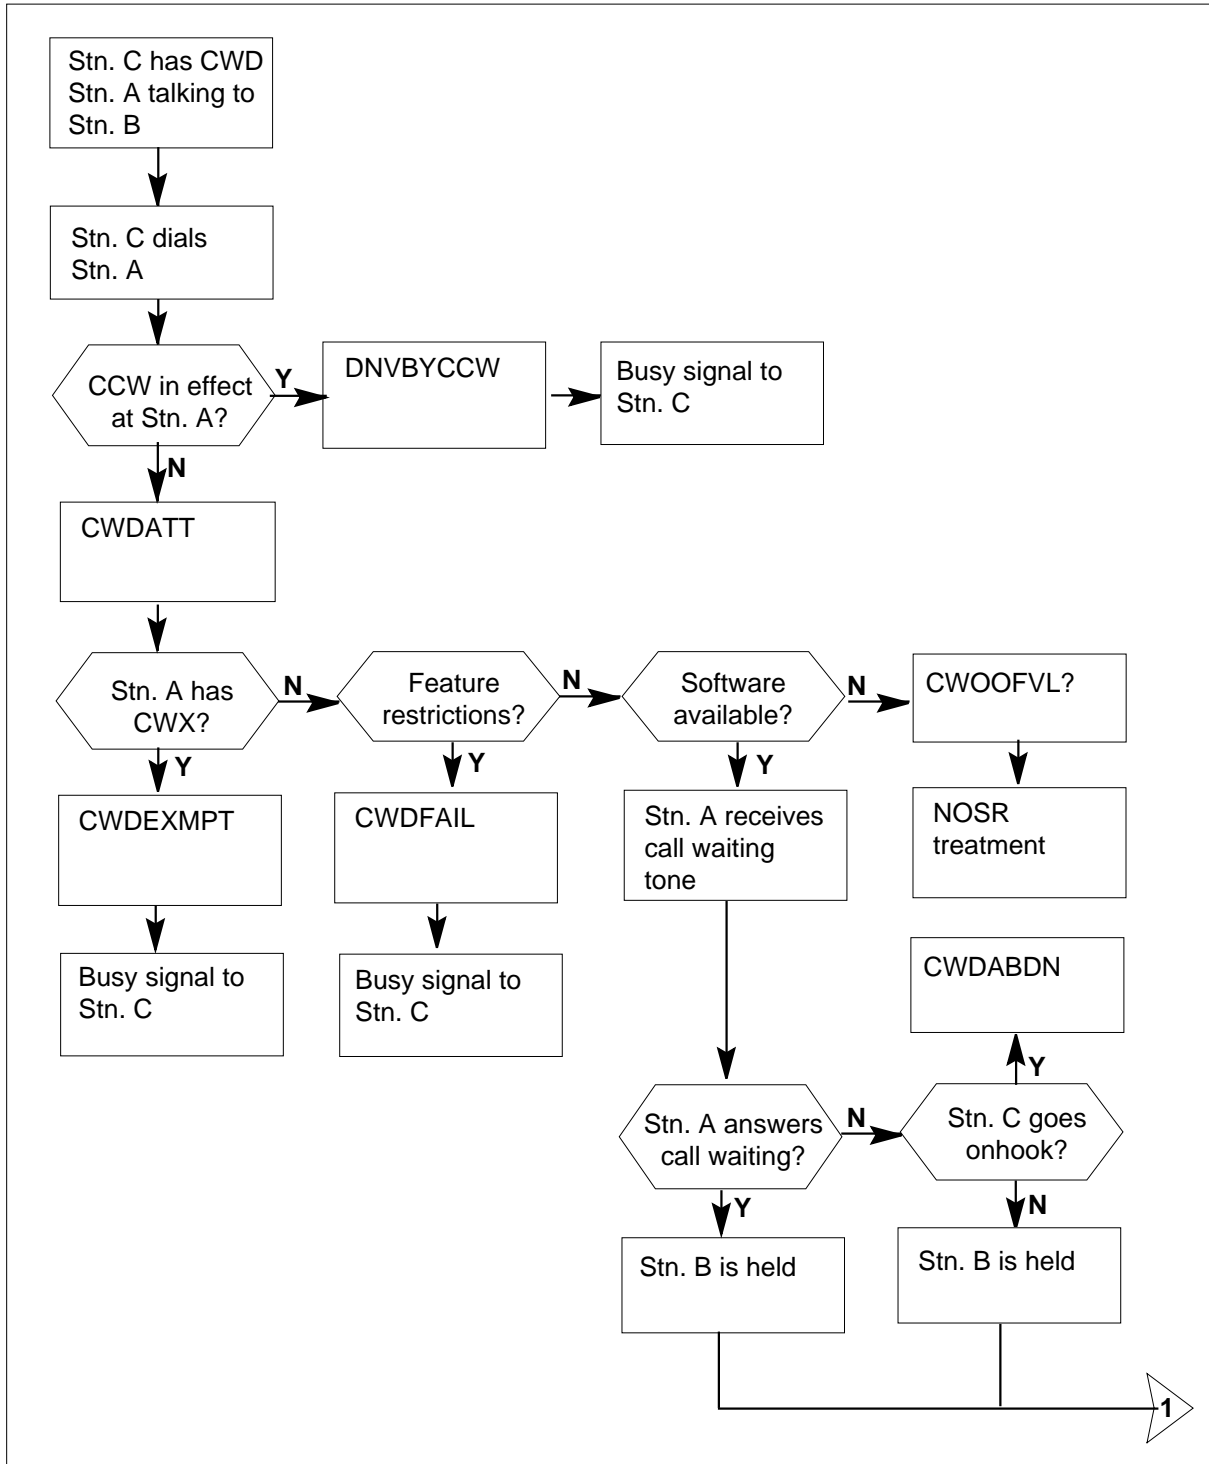 Stn. C has CWD
Stn. A talking to
Stn. B
Stn. C dials
Stn. A
CCW in effect
at Stn. A?
Y
DNVBYCCW
Busy signal to
Stn. C
N
CWDATT
Stn. A has
CWX?
N
Feature
restrictions?
N
Software
available?
N
CWOOFVL?
Y
Y
Y
CWDEXMPT
CWDFAIL
Stn. A receives
call waiting
tone
NOSR
treatment
Busy signal to
Stn. C
Busy signal to
Stn. C
CWDABDN
Y
Stn. A answers
call waiting?
N
Stn. C goes
onhook?
Y
N
Stn. B is held
Stn. B is held
1